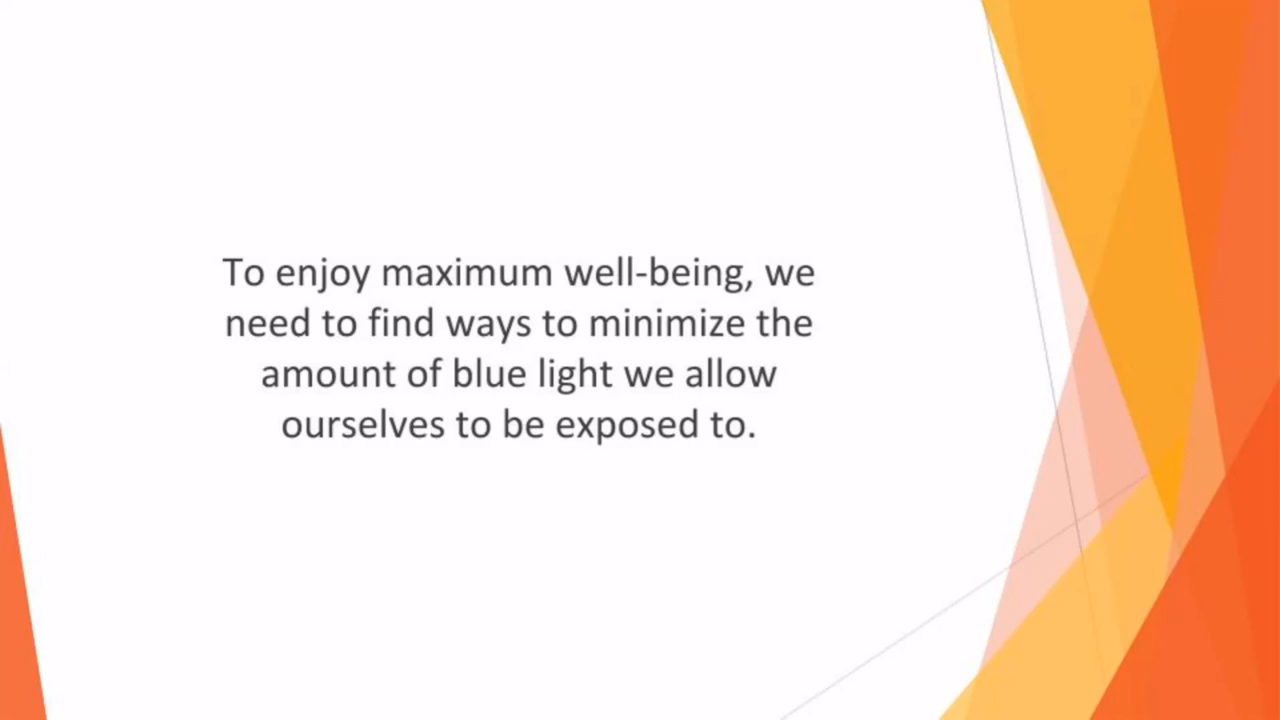 To enjoy maximum well-being, we
need to find ways to minimize the
amount of blue light we allow
ourselves to be exposed to.